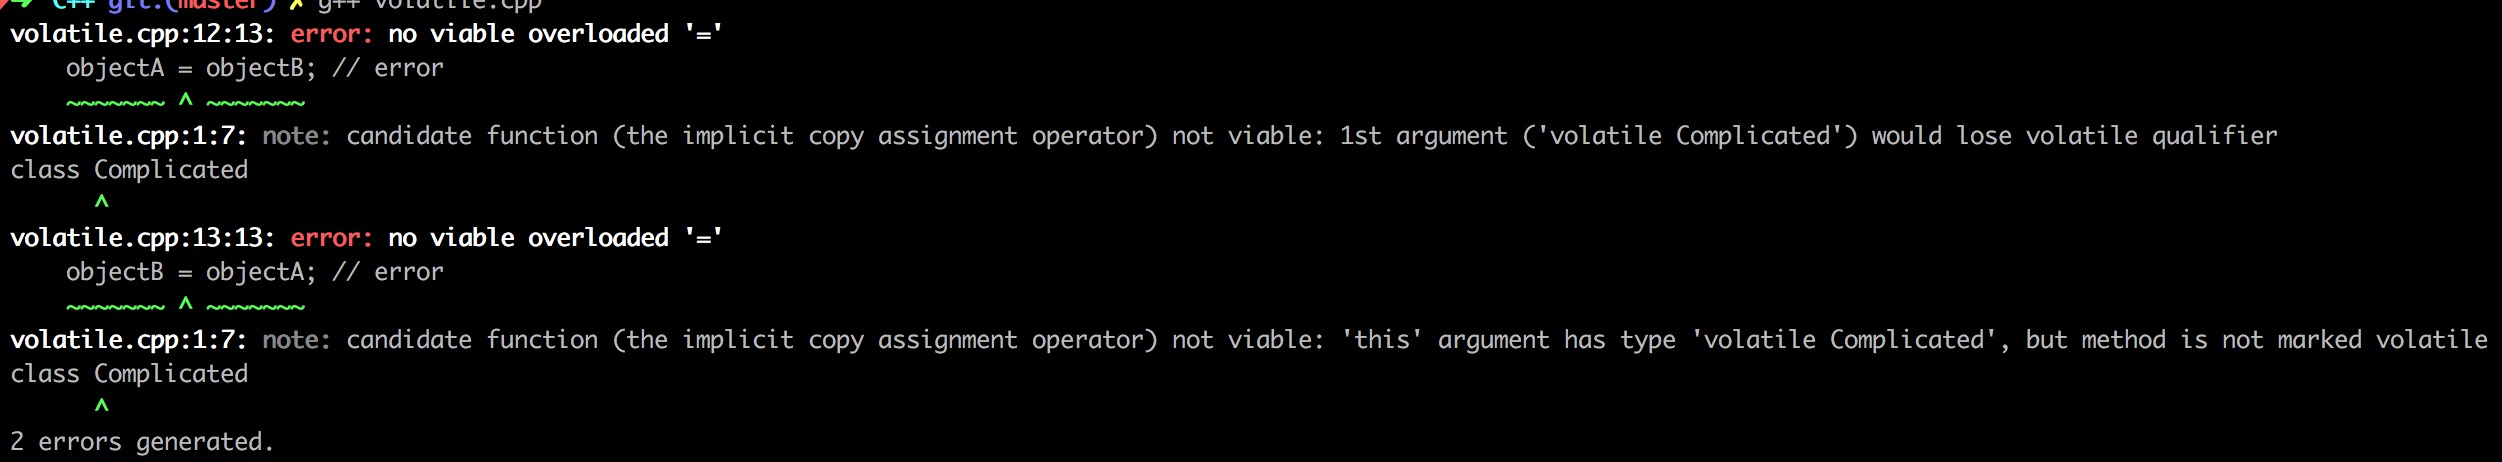 ➜ C++ git:(master) ✗ g++ volatile.cpp
volatile.cpp:12:13: error: no viable overloaded '='
    objectA = objectB; // error
    ~~~~~~~ ^ ~~~~~~~
volatile.cpp:1:7: note: candidate function (the implicit copy assignment operator) not viable: 1st argument ('volatile Complicated') would lose volatile qualifier
class Complicated
      ^
volatile.cpp:13:13: error: no viable overloaded '='
    objectB = objectA; // error
    ~~~~~~~ ^ ~~~~~~~
volatile.cpp:1:7: note: candidate function (the implicit copy assignment operator) not viable: 'this' argument has type 'volatile Complicated', but method is not marked volatile
class Complicated
      ^
2 errors generated.